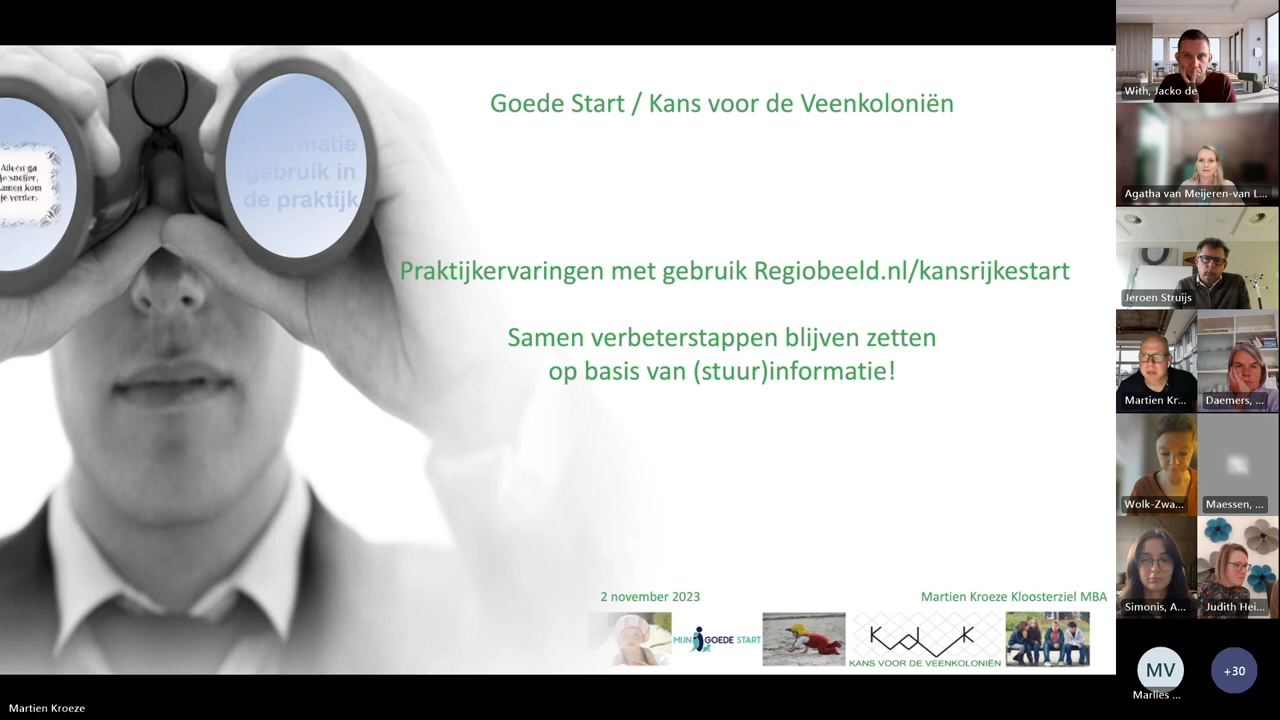 Goede Start / Kans voor de Veenkoloniën
gebruik in
de praktijk
Alleen ga
je sneller,
samen kom
je verder.
Praktijkervaringen met gebruik Regiobeeld.nl/kansrijkestart
Samen verbeterstappen blijven zetten
op basis van (stuur)informatie!
2 november 2023
Martien Kroeze Kloosterziel MBA
MIJN GOEDE START
KvdVK
KANS VOOR DE VEENKOLONIËN
With, Jacko de
Agatha van Meijeren-van L...
Jeroen Struijs
Martien Kr...
Daemers, ...
Wolk-Zwa...
Maessen, ...
Simonis, A...
Judith Hei...
MV
Marlies ...
+30
Martien Kroeze